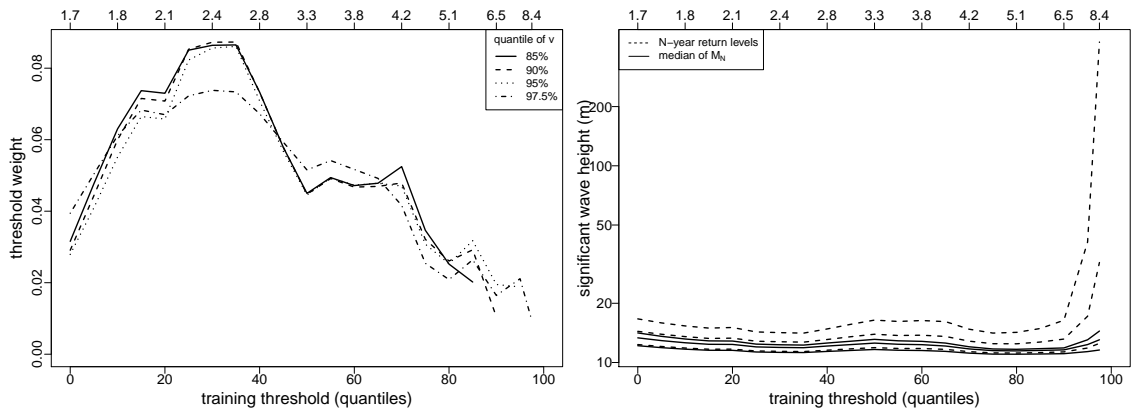 1.7 1.8 2.1 2.4 2.8 3.3 3.8 4.2 5.1 6.5 8.4
quantile of v
85%
90%
95%
97.5%
threshold weight
0.00 0.02 0.04 0.06 0.08
0 20 40 60 80 100
training threshold (quantiles)
1.7 1.8 2.1 2.4 2.8 3.3 3.8 4.2 5.1 6.5 8.4
N−year return levels
median of M_N
significant wave height (m)
10 20 50 100 200
0 20 40 60 80 100
training threshold (quantiles)